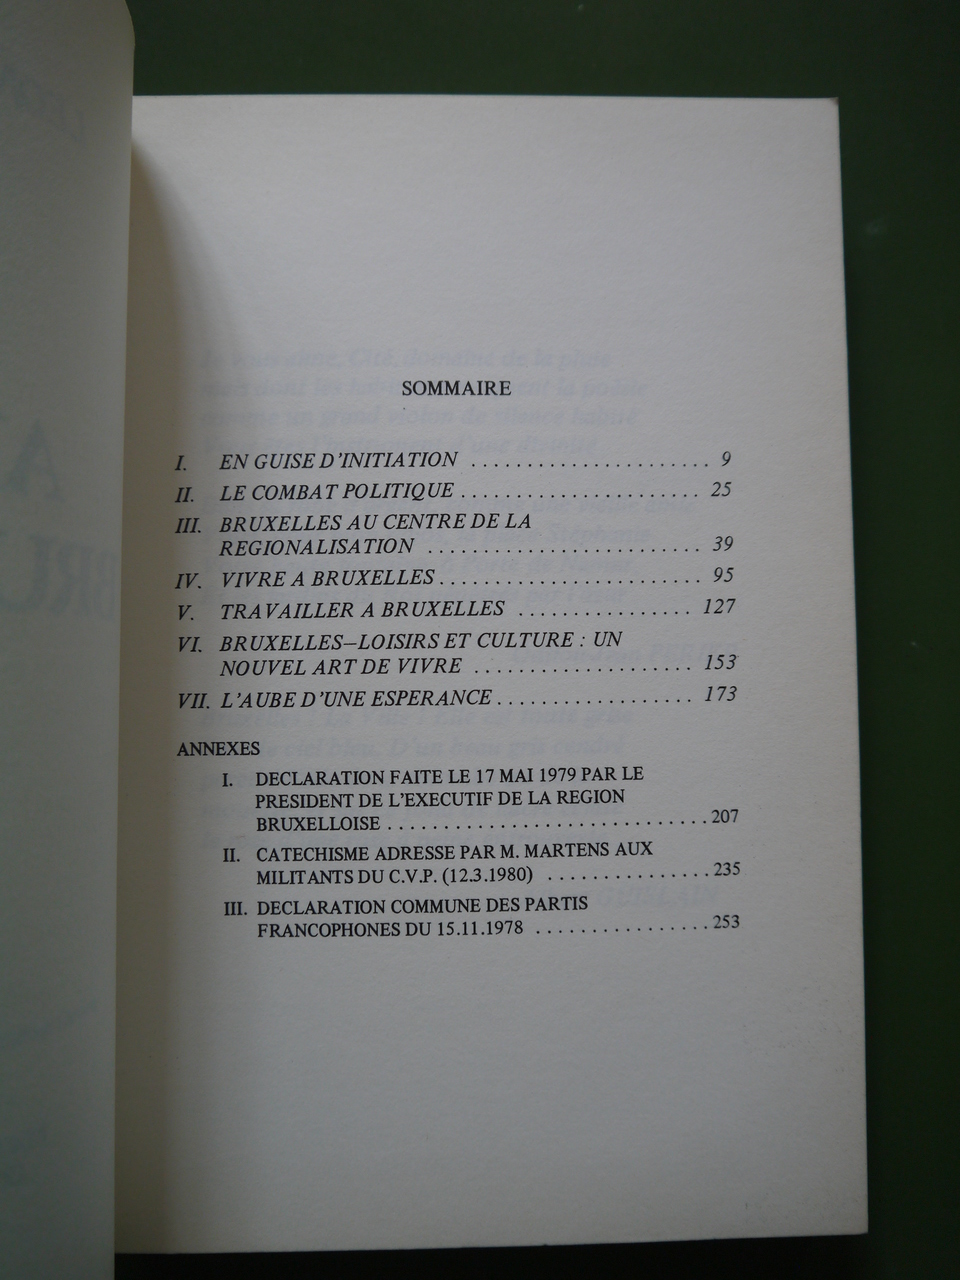 SOMMAIRE
I. EN GUISE D'INITIATION ...................... 9
II. LE COMBAT POLITIQUE ...................... 25
III. BRUXELLES AU CENTRE DE LA
REGIONALISATION ......................... 39
IV. VIVRE A BRUXELLES ........................ 95
V. TRAVAILLER A BRUXELLES ................ 127
VI. BRUXELLES–LOISIRS ET CULTURE : UN
NOUVEL ART DE VIVRE .................... 153
VII. L'AUBE D'UNE ESPERANCE .................. 173
ANNEXES
I. DECLARATION FAITE LE 17 MAI 1979 PAR LE
PRESIDENT DE L'EXECUTIF DE LA REGION
BRUXELLOISE ............................. 207
II. CATECHISME ADRESSE PAR M. MARTENS AUX
MILITANTS DU C.V.P. (12.3.1980) ............... 235
III. DECLARATION COMMUNE DES PARTIS
FRANCOPHONES DU 15.11.1978 ................ 253